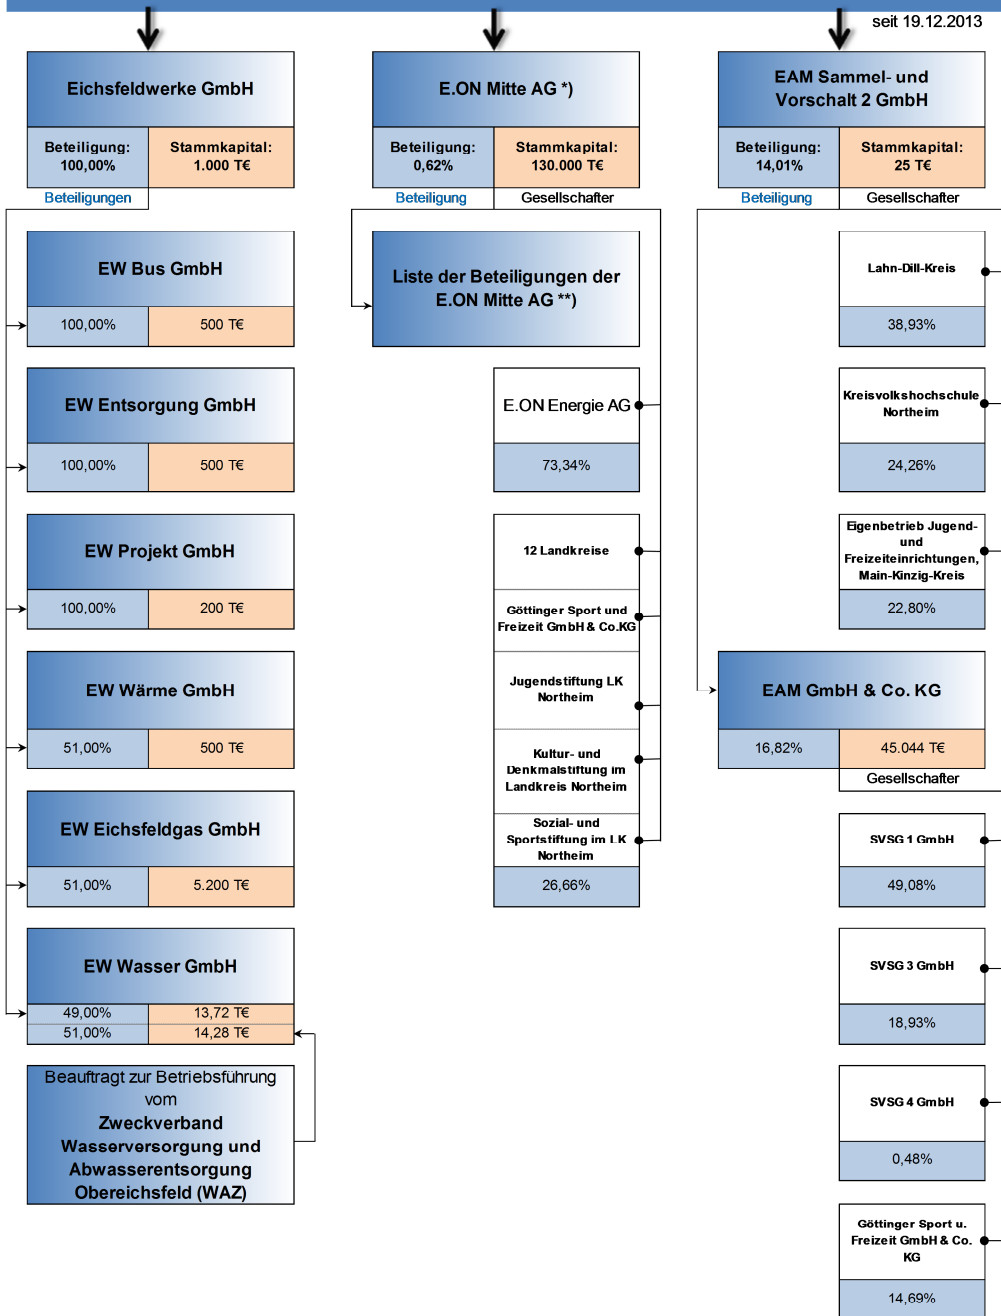 seit 19.12.2013
Eichsfeldwerke GmbH
Beteiligung:
100,00%
Stammkapital:
1.000 T€
Beteiligungen
EW Bus GmbH
100,00%
500 T€
EW Entsorgung GmbH
100,00%
500 T€
EW Projekt GmbH
100,00%
200 T€
EW Wärme GmbH
51,00%
500 T€
EW Eichsfeldgas GmbH
51,00%
5.200 T€
EW Wasser GmbH
49,00%
13,72 T€
51,00%
14,28 T€
Beauftragt zur Betriebsführung
vom
Zweckverband
Wasserversorgung und
Abwasserentsorgung
Obereichsfeld (WAZ)
E.ON Mitte AG *)
Beteiligung:
0,62%
Stammkapital:
130.000 T€
Beteiligung
Gesellschafter
Liste der Beteiligungen der
E.ON Mitte AG **)
E.ON Energie AG
73,34%
12 Landkreise
Göttinger Sport und
Freizeit GmbH & Co.KG
Jugendstiftung LK
Northeim
Kultur- und
Denkmalstiftung im
Landkreis Northeim
Sozial- und
Sportstiftung im LK
Northeim
26,66%
EAM Sammel- und
Vorschalt 2 GmbH
Beteiligung:
14,01%
Stammkapital:
25 T€
Beteiligung
Gesellschafter
Lahn-Dill-Kreis
38,93%
Kreisvolkshochschule
Northeim
24,26%
Eigenbetrieb Jugend-
und
Freizeiteinrichtungen,
Main-Kinzig-Kreis
22,80%
EAM GmbH & Co. KG
16,82%
45.044 T€
Gesellschafter
SVSG 1 GmbH
49,08%
SVSG 3 GmbH
18,93%
SVSG 4 GmbH
0,48%
Göttinger Sport u.
Freizeit GmbH & Co.
KG
14,69%